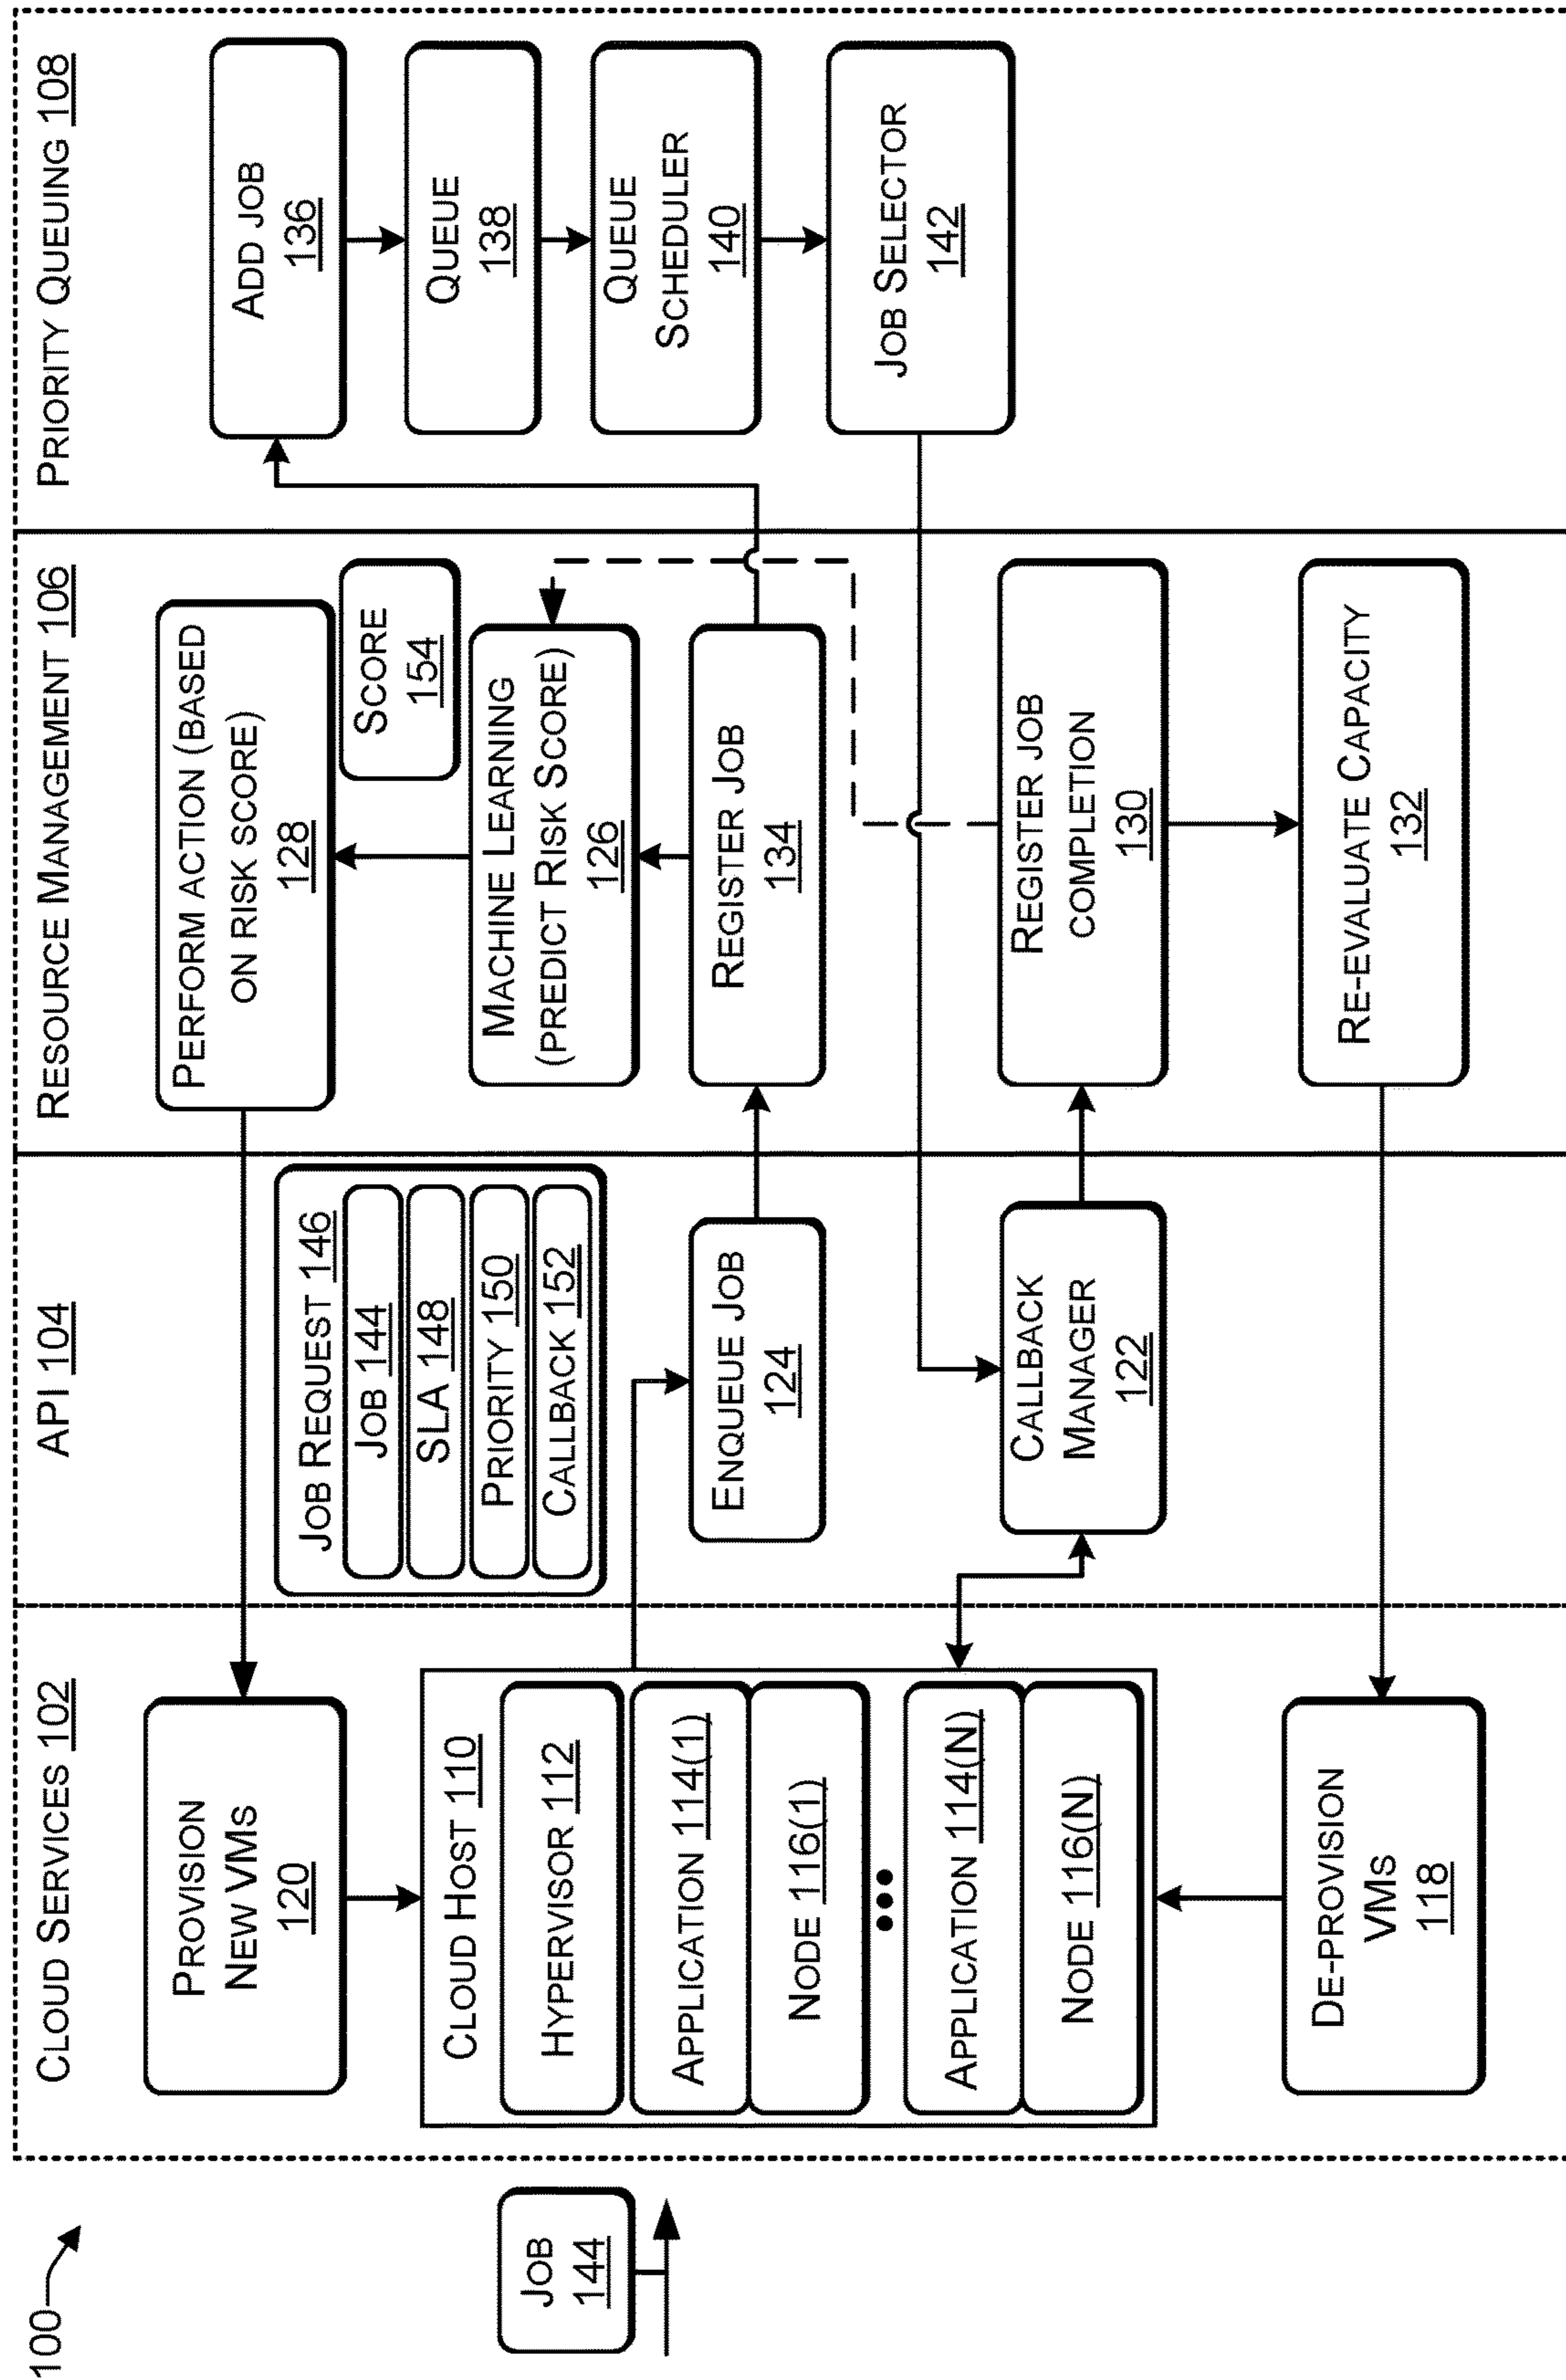 100
JOB
144
CLOUD SERVICES 102
PROVISION
NEW VMS
120
CLOUD HOST 110
HYPERVISOR 112
APPLICATION 114(1)
NODE 116(1)
APPLICATION 114(N)
NODE 116(N)
DE-PROVISION
VMS
118
API 104
JOB REQUEST 146
JOB 144
SLA 148
PRIORITY 150
CALLBACK 152
ENQUEUE JOB
124
CALLBACK
MANAGER
122
RESOURCE MANAGEMENT 106
PERFORM ACTION (BASED
ON RISK SCORE)
128
SCORE
154
MACHINE LEARNING
(PREDICT RISK SCORE)
126
REGISTER JOB
134
REGISTER JOB
COMPLETION
130
RE-EVALUATE CAPACITY
132
PRIORITY QUEUING 108
ADD JOB
136
QUEUE
138
QUEUE
SCHEDULER
140
JOB SELECTOR
142